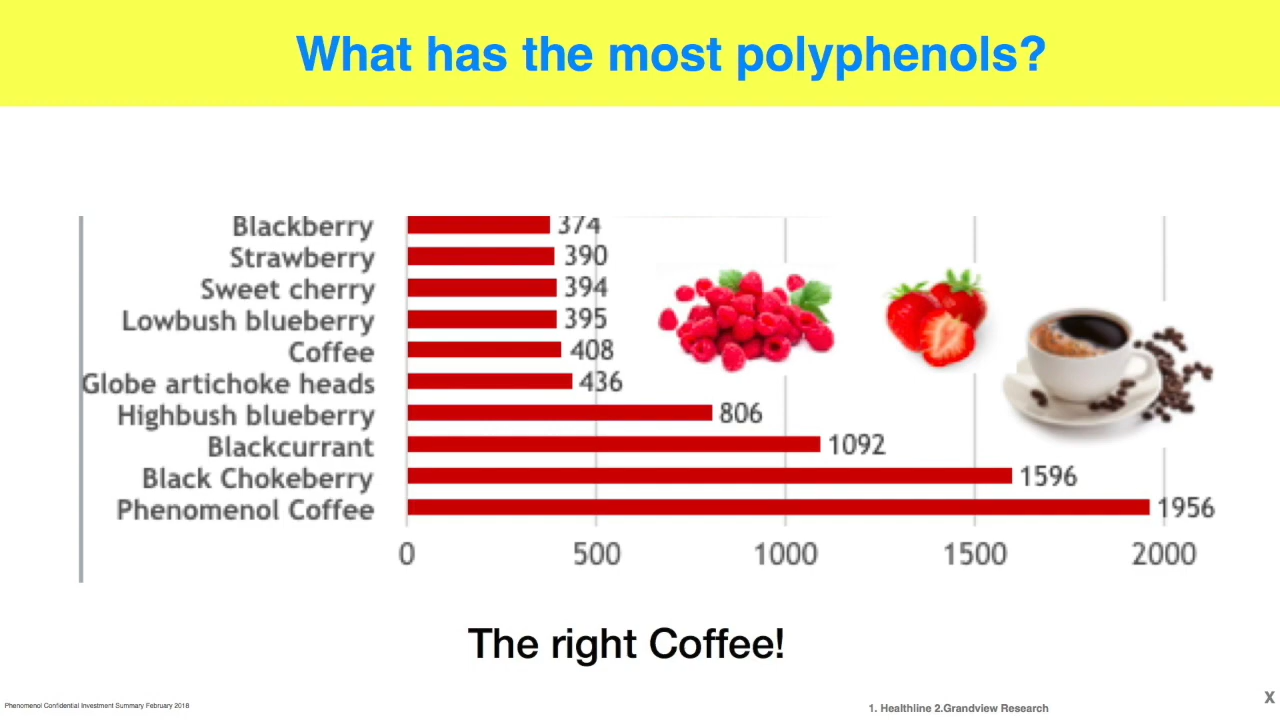 What has the most polyphenols?
Blackberry 374
Strawberry 390
Sweet cherry 394
Lowbush blueberry 395
Coffee 408
Globe artichoke heads 436
Highbush blueberry 806
Blackcurrant 1092
Black Chokeberry 1596
Phenomenol Coffee 1956
0 500 1000 1500 2000
The right Coffee!
Phenomenol Confidential Investment Summary February 2018
1. Healthline 2.Grandview Research
X